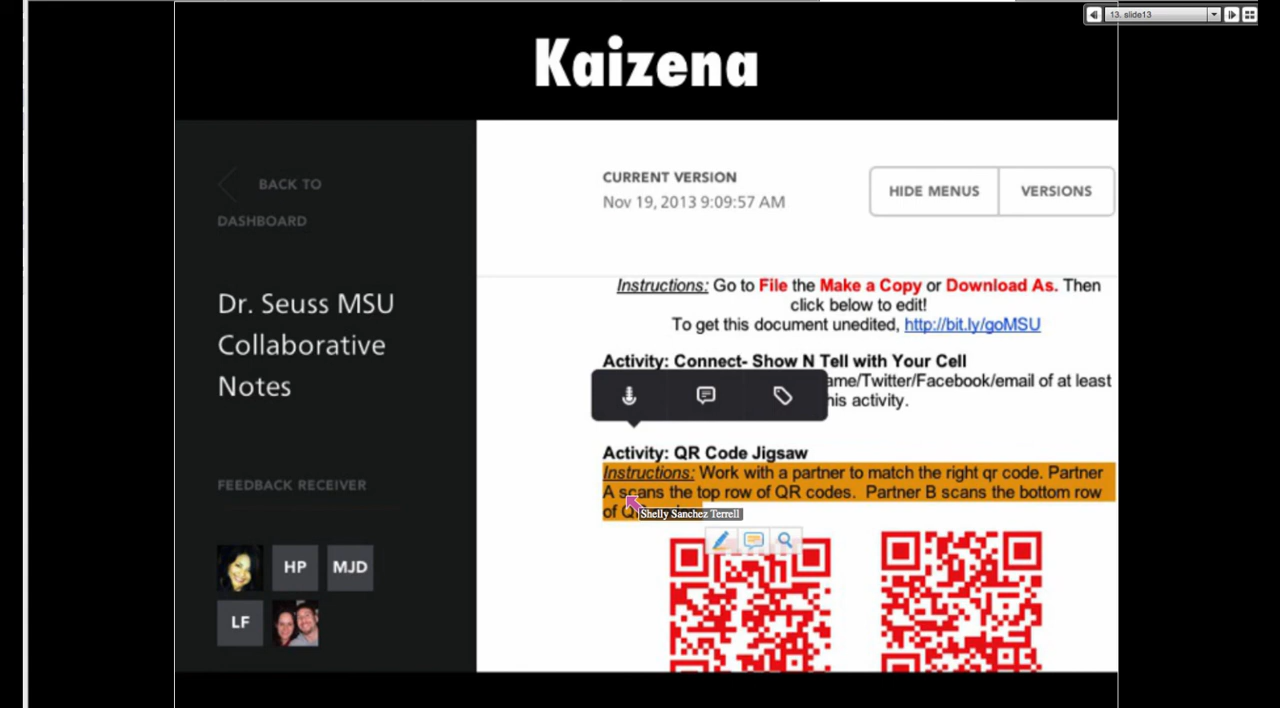 13. slide13
Kaizena
BACK TO
DASHBOARD
Dr. Seuss MSU
Collaborative
Notes
FEEDBACK RECEIVER
HP
MJD
LF
CURRENT VERSION
Nov 19, 2013 9:09:57 AM
HIDE MENUS
VERSIONS
Instructions: Go to File the Make a Copy or Download As. Then
click below to edit!
To get this document unedited, http://bit.ly/goMSU
Activity: Connect- Show N Tell with Your Cell
ame/Twitter/Facebook/email of at least
his activity.
Activity: QR Code Jigsaw
Instructions: Work with a partner to match the right qr code. Partner
A scans the top row of QR codes. Partner B scans the bottom row
of
Shelly Sanchez Terrell